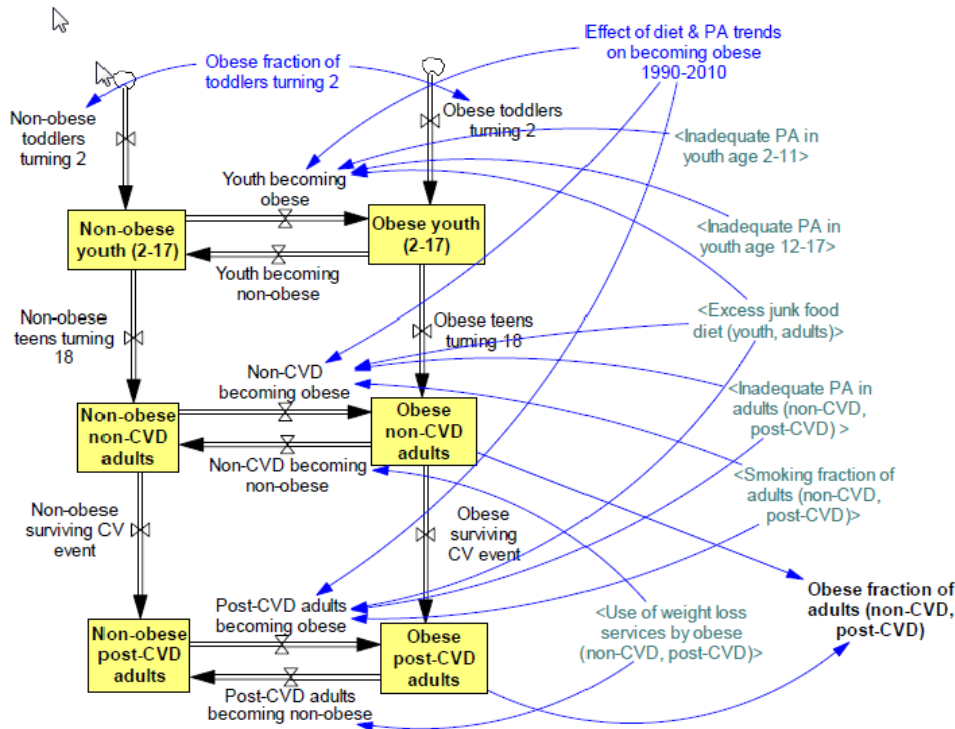 Effect of diet & PA trends
on becoming obese
1990-2010
Obese fraction of
toddlers turning 2
Non-obese
toddlers
turning 2
Obese toddlers
turning 2
<Inadequate PA in
youth age 2-11>
Youth becoming
obese
Non-obese
youth (2-17)
Obese youth
(2-17)
<Inadequate PA in
youth age 12-17>
Youth becoming
non-obese
Non-obese
teens turning
18
Obese teens
turning 18
<Excess junk food
diet (youth, adults)>
Non-CVD
becoming obese
<Inadequate PA in
adults (non-CVD,
post-CVD) >
Non-obese
non-CVD
adults
Obese
non-CVD
adults
Non-CVD becoming
non-obese
<Smoking fraction of
adults (non-CVD,
post-CVD)>
Non-obese
surviving CV
event
Obese
surviving
CV event
Obese fraction of
adults (non-CVD,
post-CVD)
Post-CVD adults
becoming obese
<Use of weight loss
services by obese
(non-CVD, post-CVD)>
Non-obese
post-CVD
adults
Obese
post-CVD
adults
Post-CVD adults
becoming non-obese